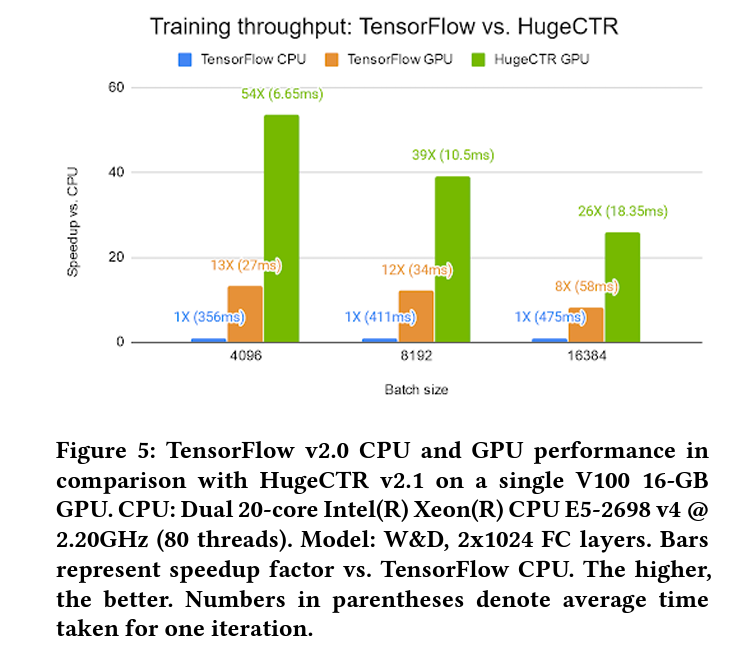 Training throughput: TensorFlow vs. HugeCTR
TensorFlow CPU TensorFlow GPU HugeCTR GPU
Speedup vs. CPU
60
40
20
0
54X (6.65ms)
39X (10.5ms)
26X (18.35ms)
13X (27ms)
12X (34ms)
8X (58ms)
1X (356ms)
1X (411ms)
1X (475ms)
4096 8192 16384
Batch size
Figure 5: TensorFlow v2.0 CPU and GPU performance in
comparison with HugeCTR v2.1 on a single V100 16-GB
GPU. CPU: Dual 20-core Intel(R) Xeon(R) CPU E5-2698 v4 @
2.20GHz (80 threads). Model: W&D, 2x1024 FC layers. Bars
represent speedup factor vs. TensorFlow CPU. The higher,
the better. Numbers in parentheses denote average time
taken for one iteration.